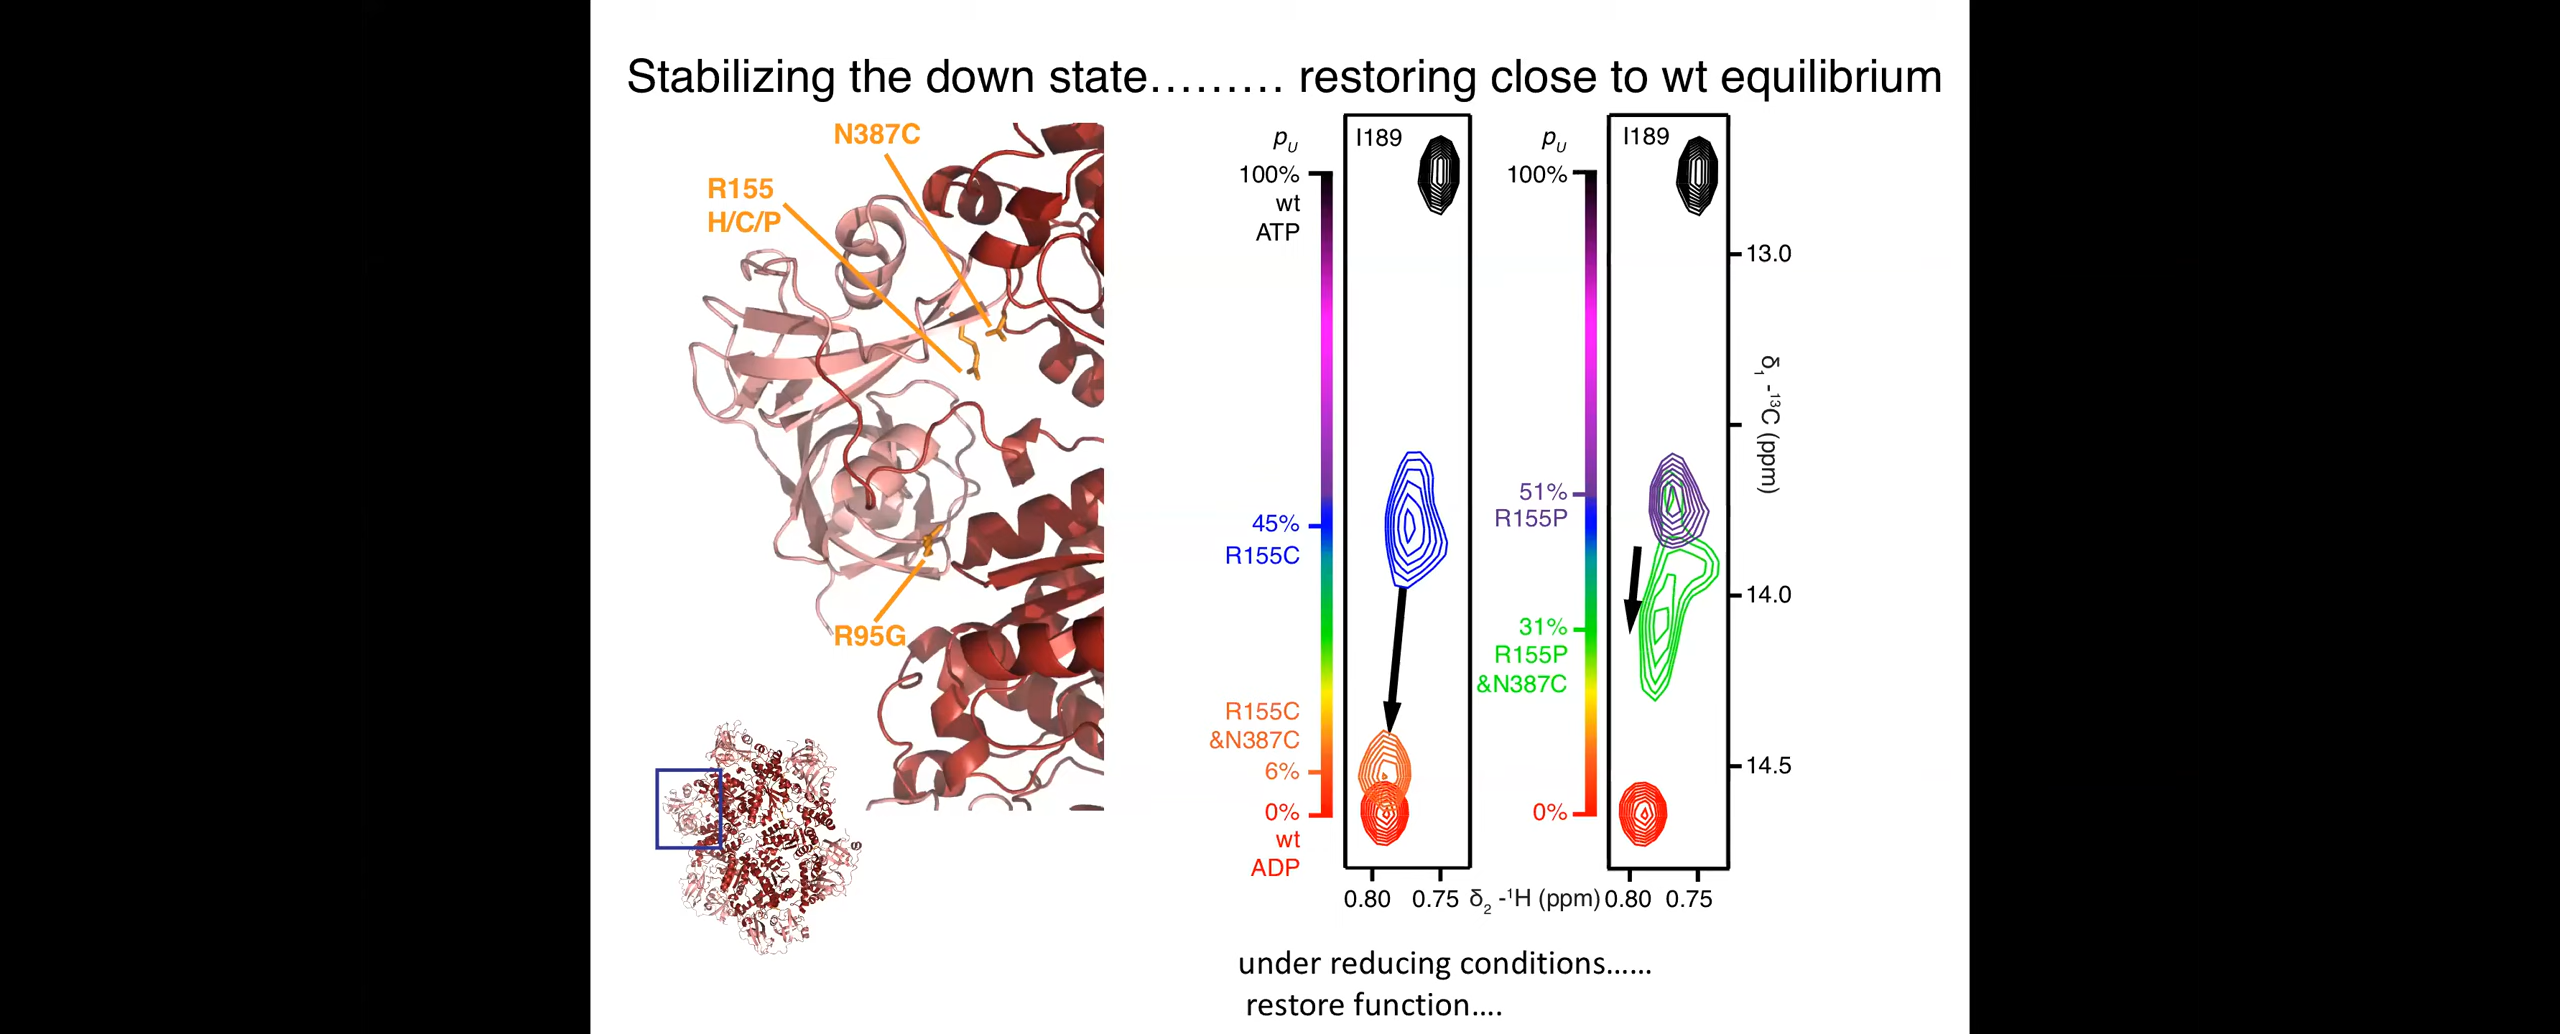 Stabilizing the down state......... restoring close to wt equilibrium
N387C
R155
H/C/P
R95G
pU
100%
wt
ATP
45%
R155C
R155C
&N387C
6%
0%
wt
ADP
I189
0.80 0.75
δ2 -1H (ppm)
pU
100%
51%
R155P
31%
R155P
&N387C
0%
I189
0.80 0.75
13.0
14.0
14.5
δ1 -13C (ppm)
under reducing conditions......
restore function....